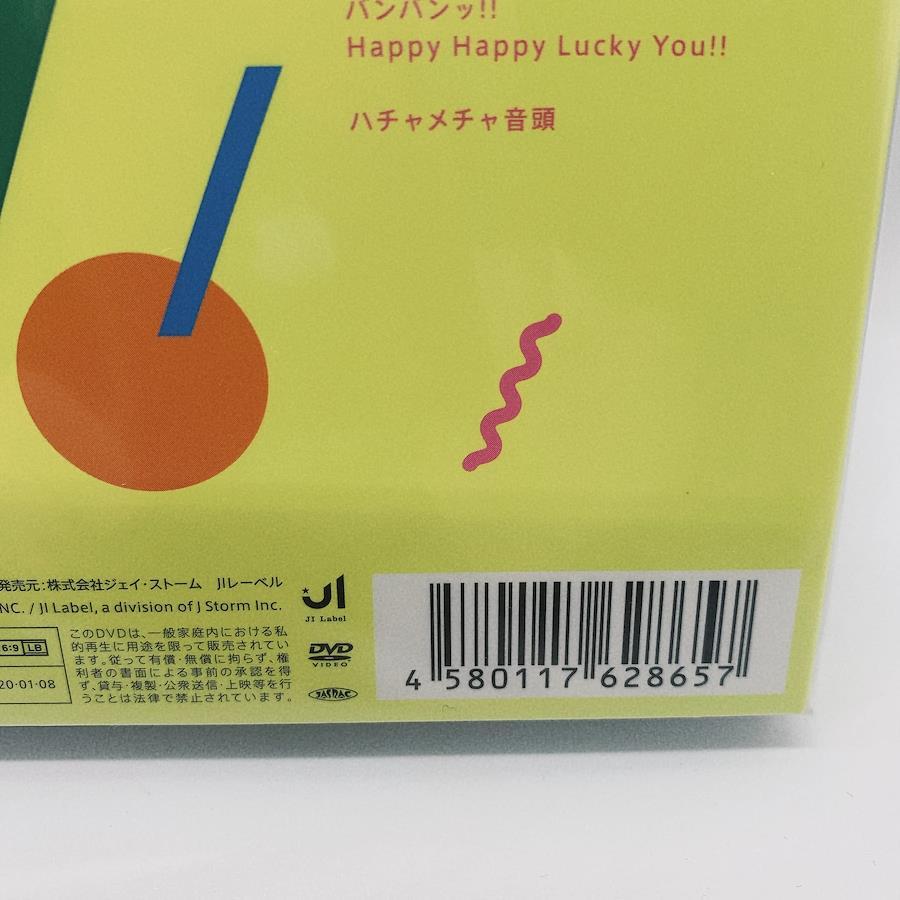 バンバンッ!!
Happy Happy Lucky You!!
ハチャメチャ音頭
発売元:株式会社ジェイ・ストーム　JIレーベル
NC. / JI Label, a division of J Storm Inc.
6:9 LB
20·01·08
このDVDは、一般家庭内における私
的再生に用途を限って販売されてい
ます。従って有償・無償に拘らず、権
利者の書面による事前の承認を得
ず、貸与・複製・公衆送信・上映等を行
うことは法律で禁止されています。
JI
JI Label
DVD
VIDEO
JASRAC
4 580117 628657